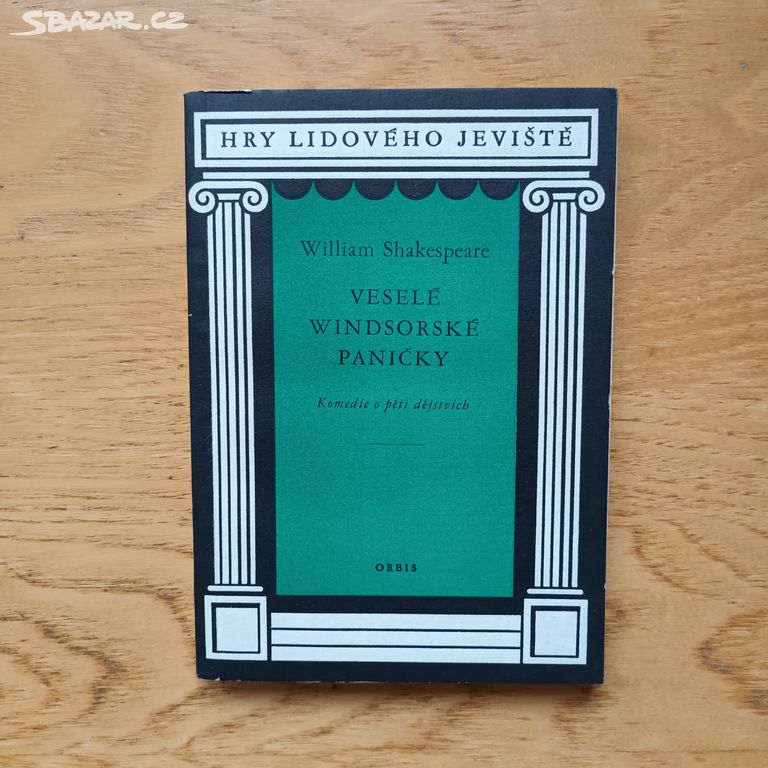 SBAZAR.CZ
HRY LIDOVÉHO JEVIŠTĚ
William Shakespeare
VESELÉ
WINDSORSKÉ
PANIČKY
Komedie o pěti dějstvích
ORBIS